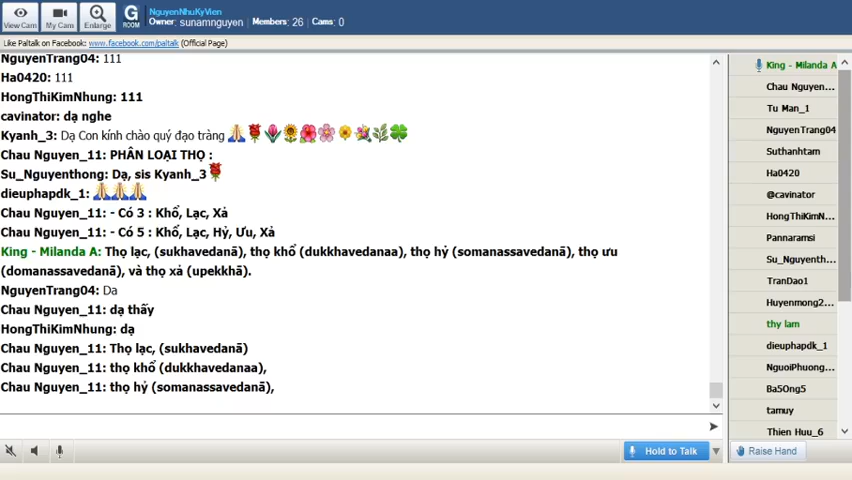 NguyenNhuKyVien
G
ROOM
Owner: sunamnguyen Members: 26 Cams: 0
View Cam
My Cam
Enlarge
Like Paltalk on Facebook: www.facebook.com/paltalk (Official Page)
NguyenTrang04: 111
Ha0420: 111
HongThiKimNhung: 111
cavinator: dạ nghe
Kyanh_3: Dạ Con kính chào quý đạo tràng
Chau Nguyen_11: PHÂN LOẠI THỌ :
Su_Nguyenthong: Dạ, sis Kyanh_3
dieuphapdk_1:
Chau Nguyen_11: - Có 3 : Khổ, Lạc, Xả
Chau Nguyen_11: - Có 5 : Khổ, Lạc, Hỷ, Ưu, Xả
King - Milanda A: Thọ lạc, (sukhavedanā), thọ khổ (dukkhavedanaa), thọ hỷ (somanassavedanā), thọ ưu
(domanassavedanā), và thọ xả (upekkhā).
NguyenTrang04: Da
Chau Nguyen_11: dạ thấy
HongThiKimNhung: dạ
Chau Nguyen_11: Thọ lạc, (sukhavedanā)
Chau Nguyen_11: thọ khổ (dukkhavedanaa),
Chau Nguyen_11: thọ hỷ (somanassavedanā),
King - Milanda A
Chau Nguyen...
Tu Man_1
NguyenTrang04
Suthanhtam
Ha0420
@cavinator
HongThiKimN...
Pannaramsi
Su_Nguyenth...
TranDao1
Huyenmong2...
thy lam
dieuphapdk_1
NguoiPhuong...
Ba5Ong5
tamuy
Thien Huu_6
Hold to Talk
Raise Hand